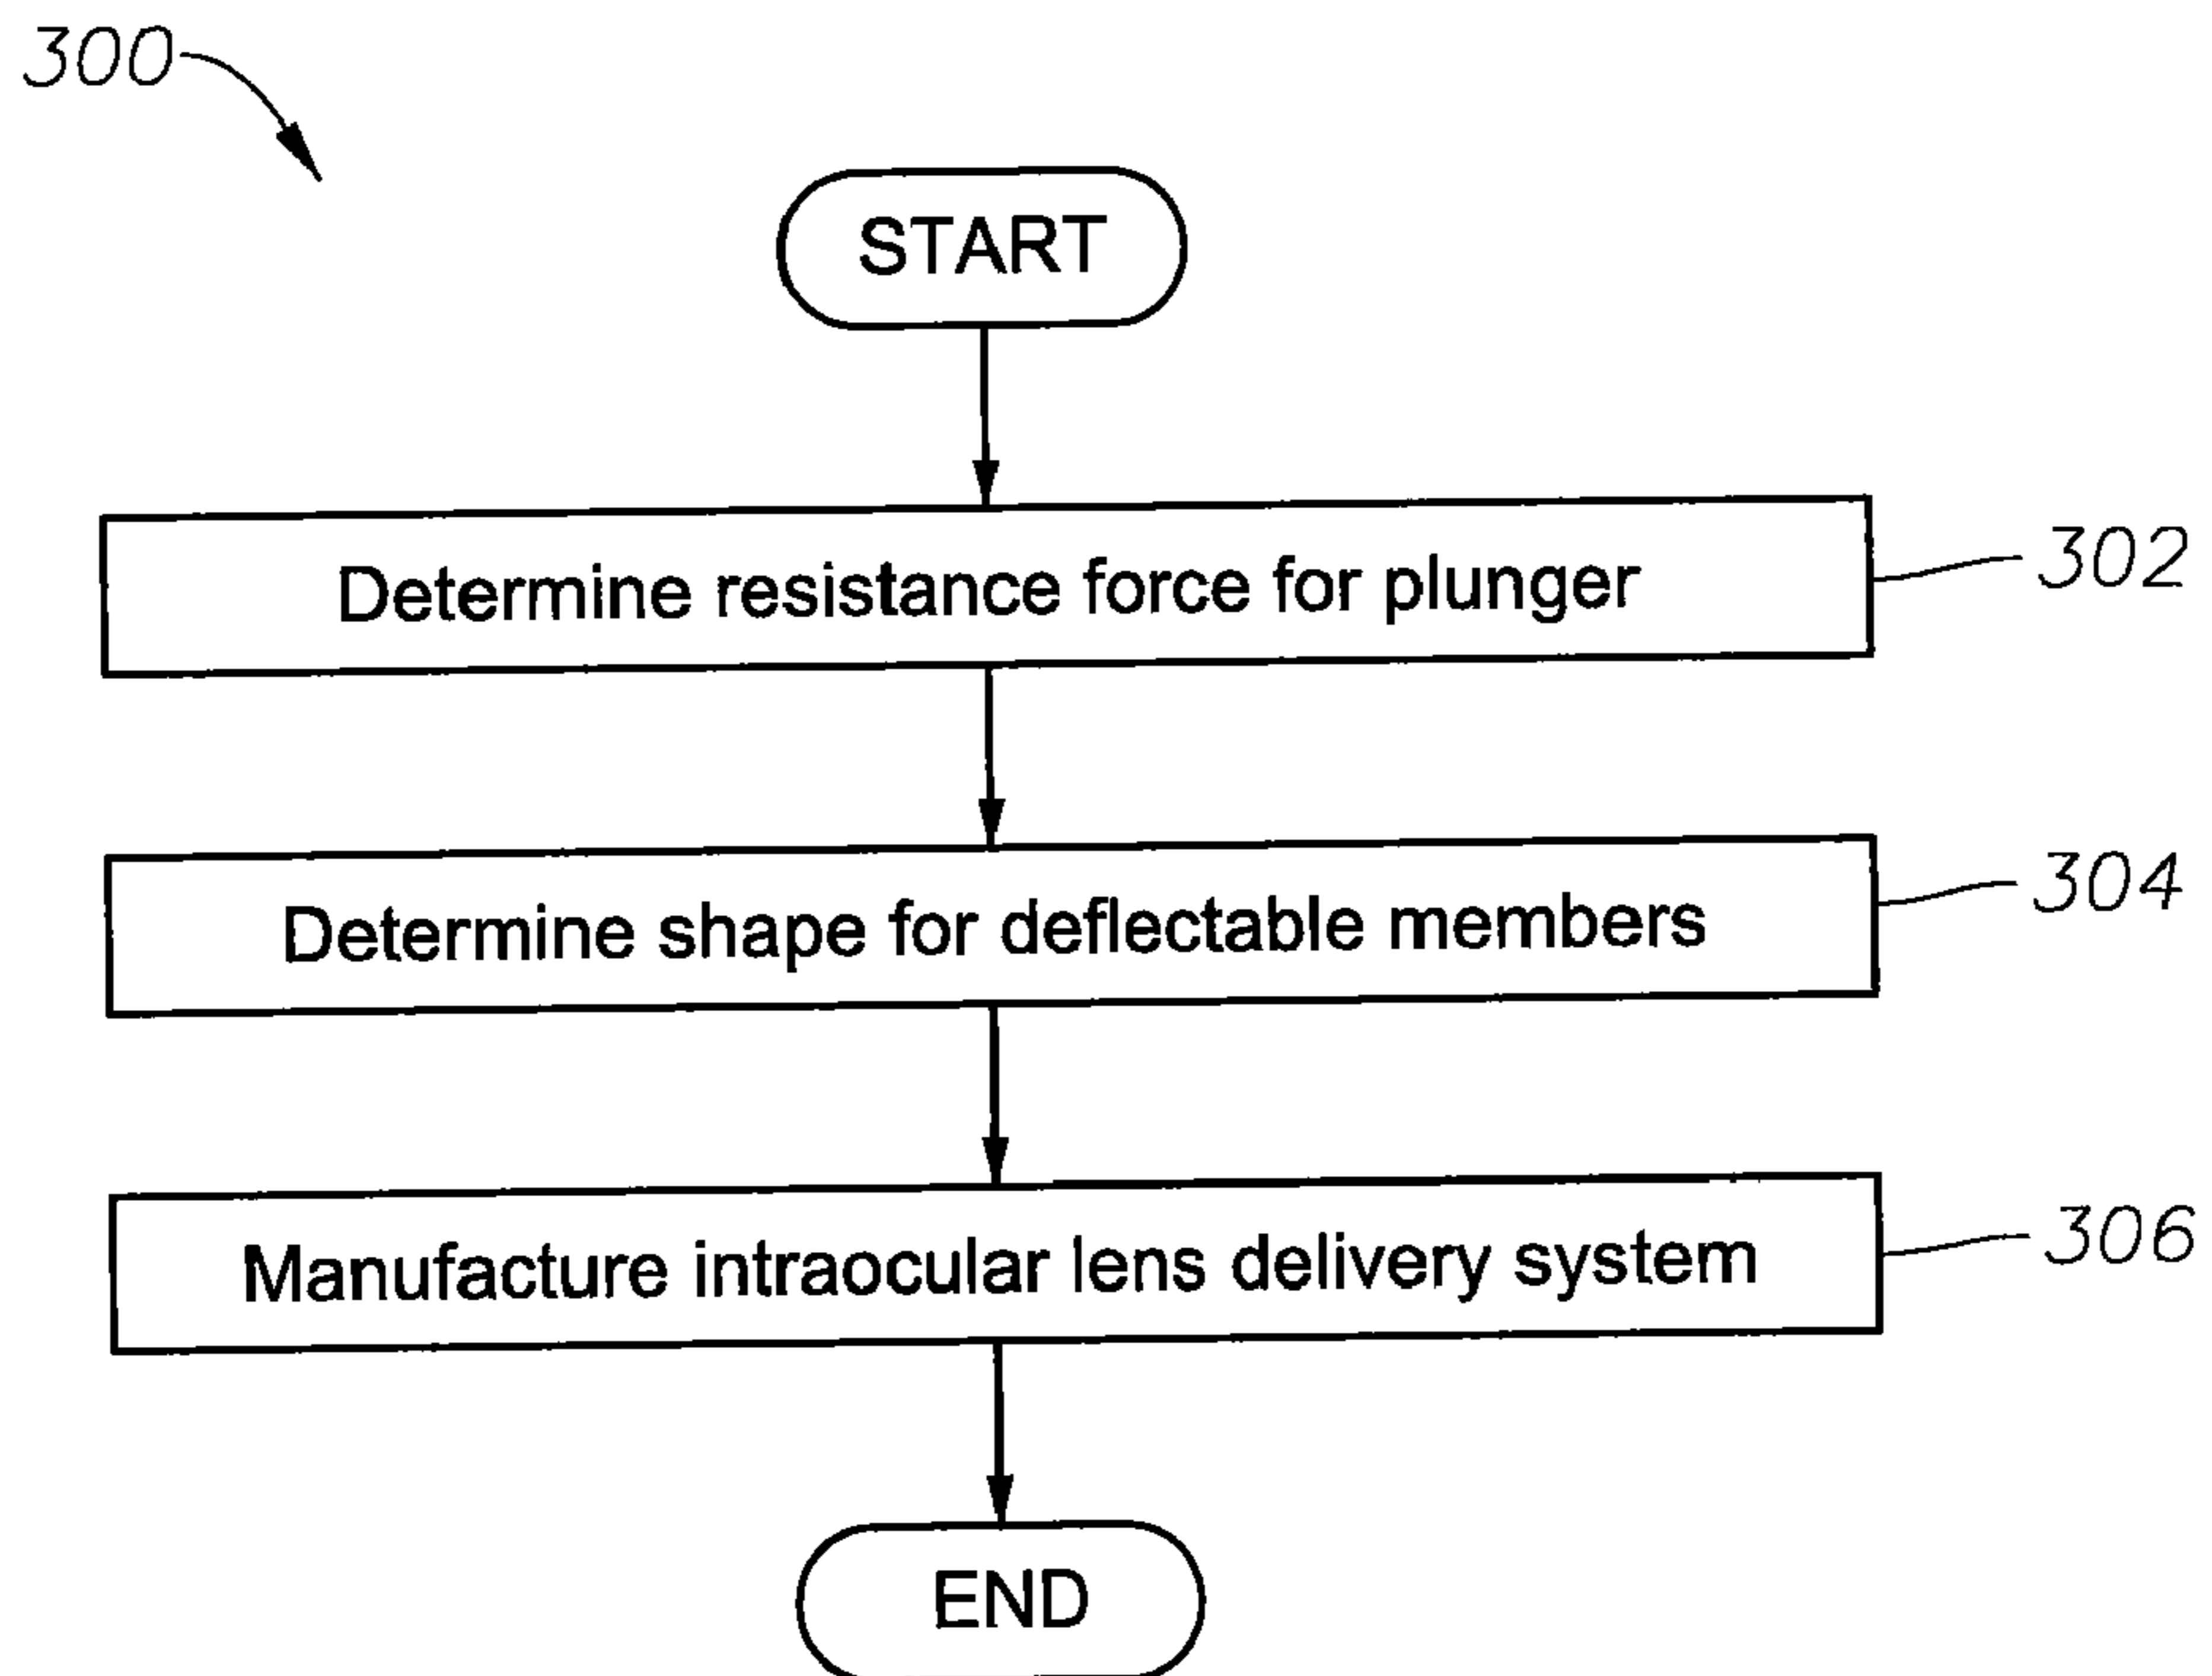 300
START
Determine resistance force for plunger
302
Determine shape for deflectable members
304
Manufacture intraocular lens delivery system
306
END